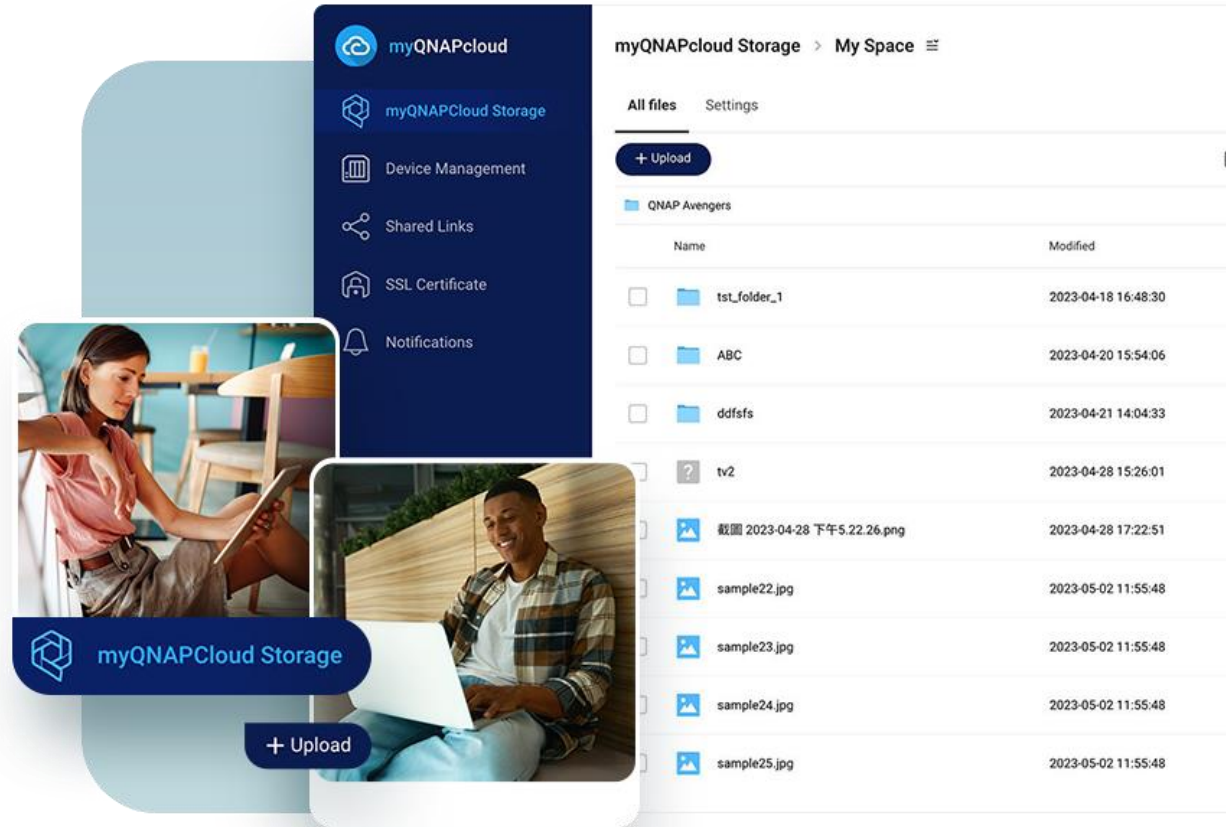 myQNAPcloud
myQNAPCloud Storage
Device Management
Shared Links
SSL Certificate
Notifications
myQNAPcloud Storage > My Space
All files Settings
+ Upload
QNAP Avengers
Name Modified
tst_folder_1 2023-04-18 16:48:30
ABC 2023-04-20 15:54:06
ddfsfs 2023-04-21 14:04:33
? tv2 2023-04-28 15:26:01
截圖 2023-04-28 下午5.22.26.png 2023-04-28 17:22:51
sample22.jpg 2023-05-02 11:55:48
sample23.jpg 2023-05-02 11:55:48
sample24.jpg 2023-05-02 11:55:48
sample25.jpg 2023-05-02 11:55:48
myQNAPCloud Storage
+ Upload